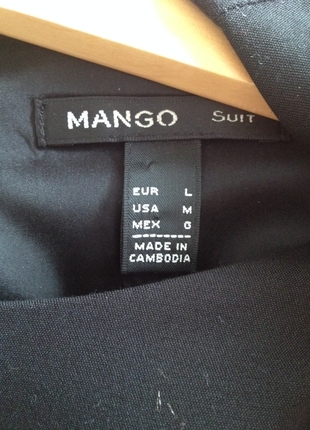 MANGO SUIT
EUR L
USA M
MEX G
MADE IN
CAMBODIA